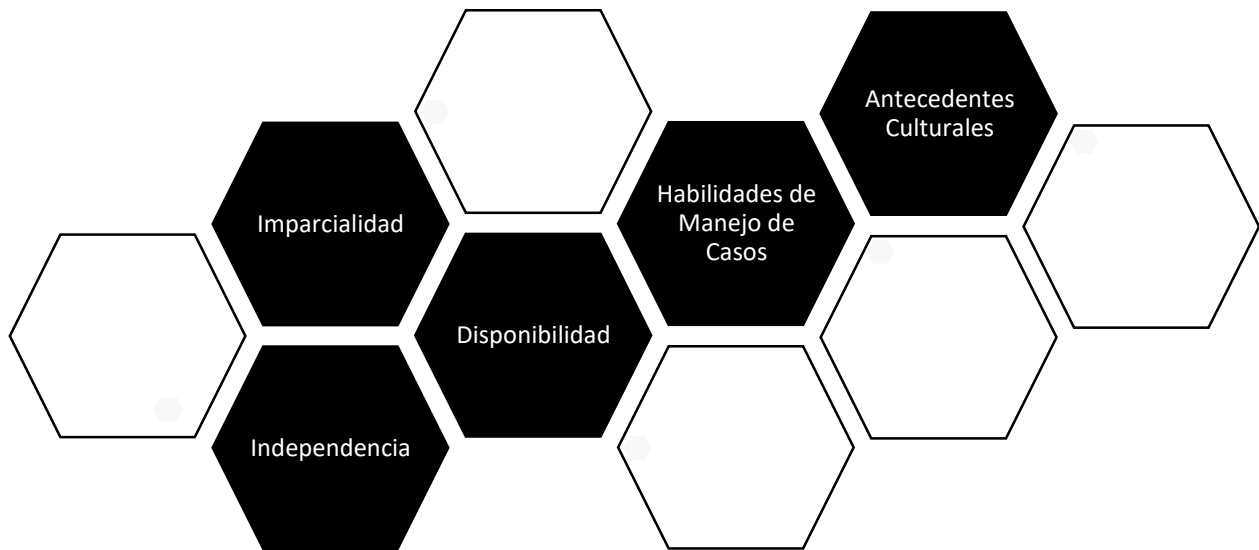 Antecedentes
Culturales
Imparcialidad
Habilidades de
Manejo de
Casos
Disponibilidad
Independencia